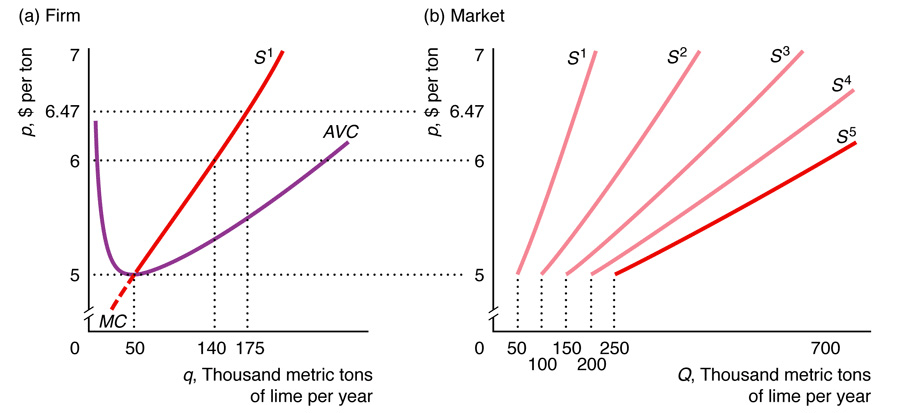 (a) Firm
p, $ per ton
7
6.47
6
5
0
S¹
AVC
MC
50
140
175
q, Thousand metric tons
of lime per year
(b) Market
p, $ per ton
7
6.47
6
5
0
S¹
S²
S³
S⁴
S⁵
50
150
250
700
100
200
Q, Thousand metric tons
of lime per year